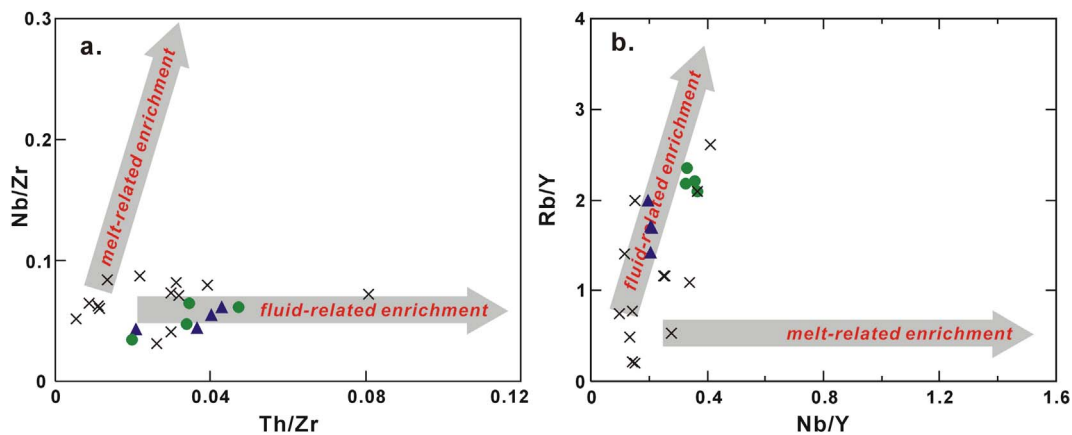 a.
0.3
0.2
0.1
0
Nb/Zr
melt-related enrichment
fluid-related enrichment
0
0.04
0.08
0.12
Th/Zr
b.
4
3
2
1
0
Rb/Y
fluid-related enrichment
melt-related enrichment
0
0.4
0.8
1.2
1.6
Nb/Y